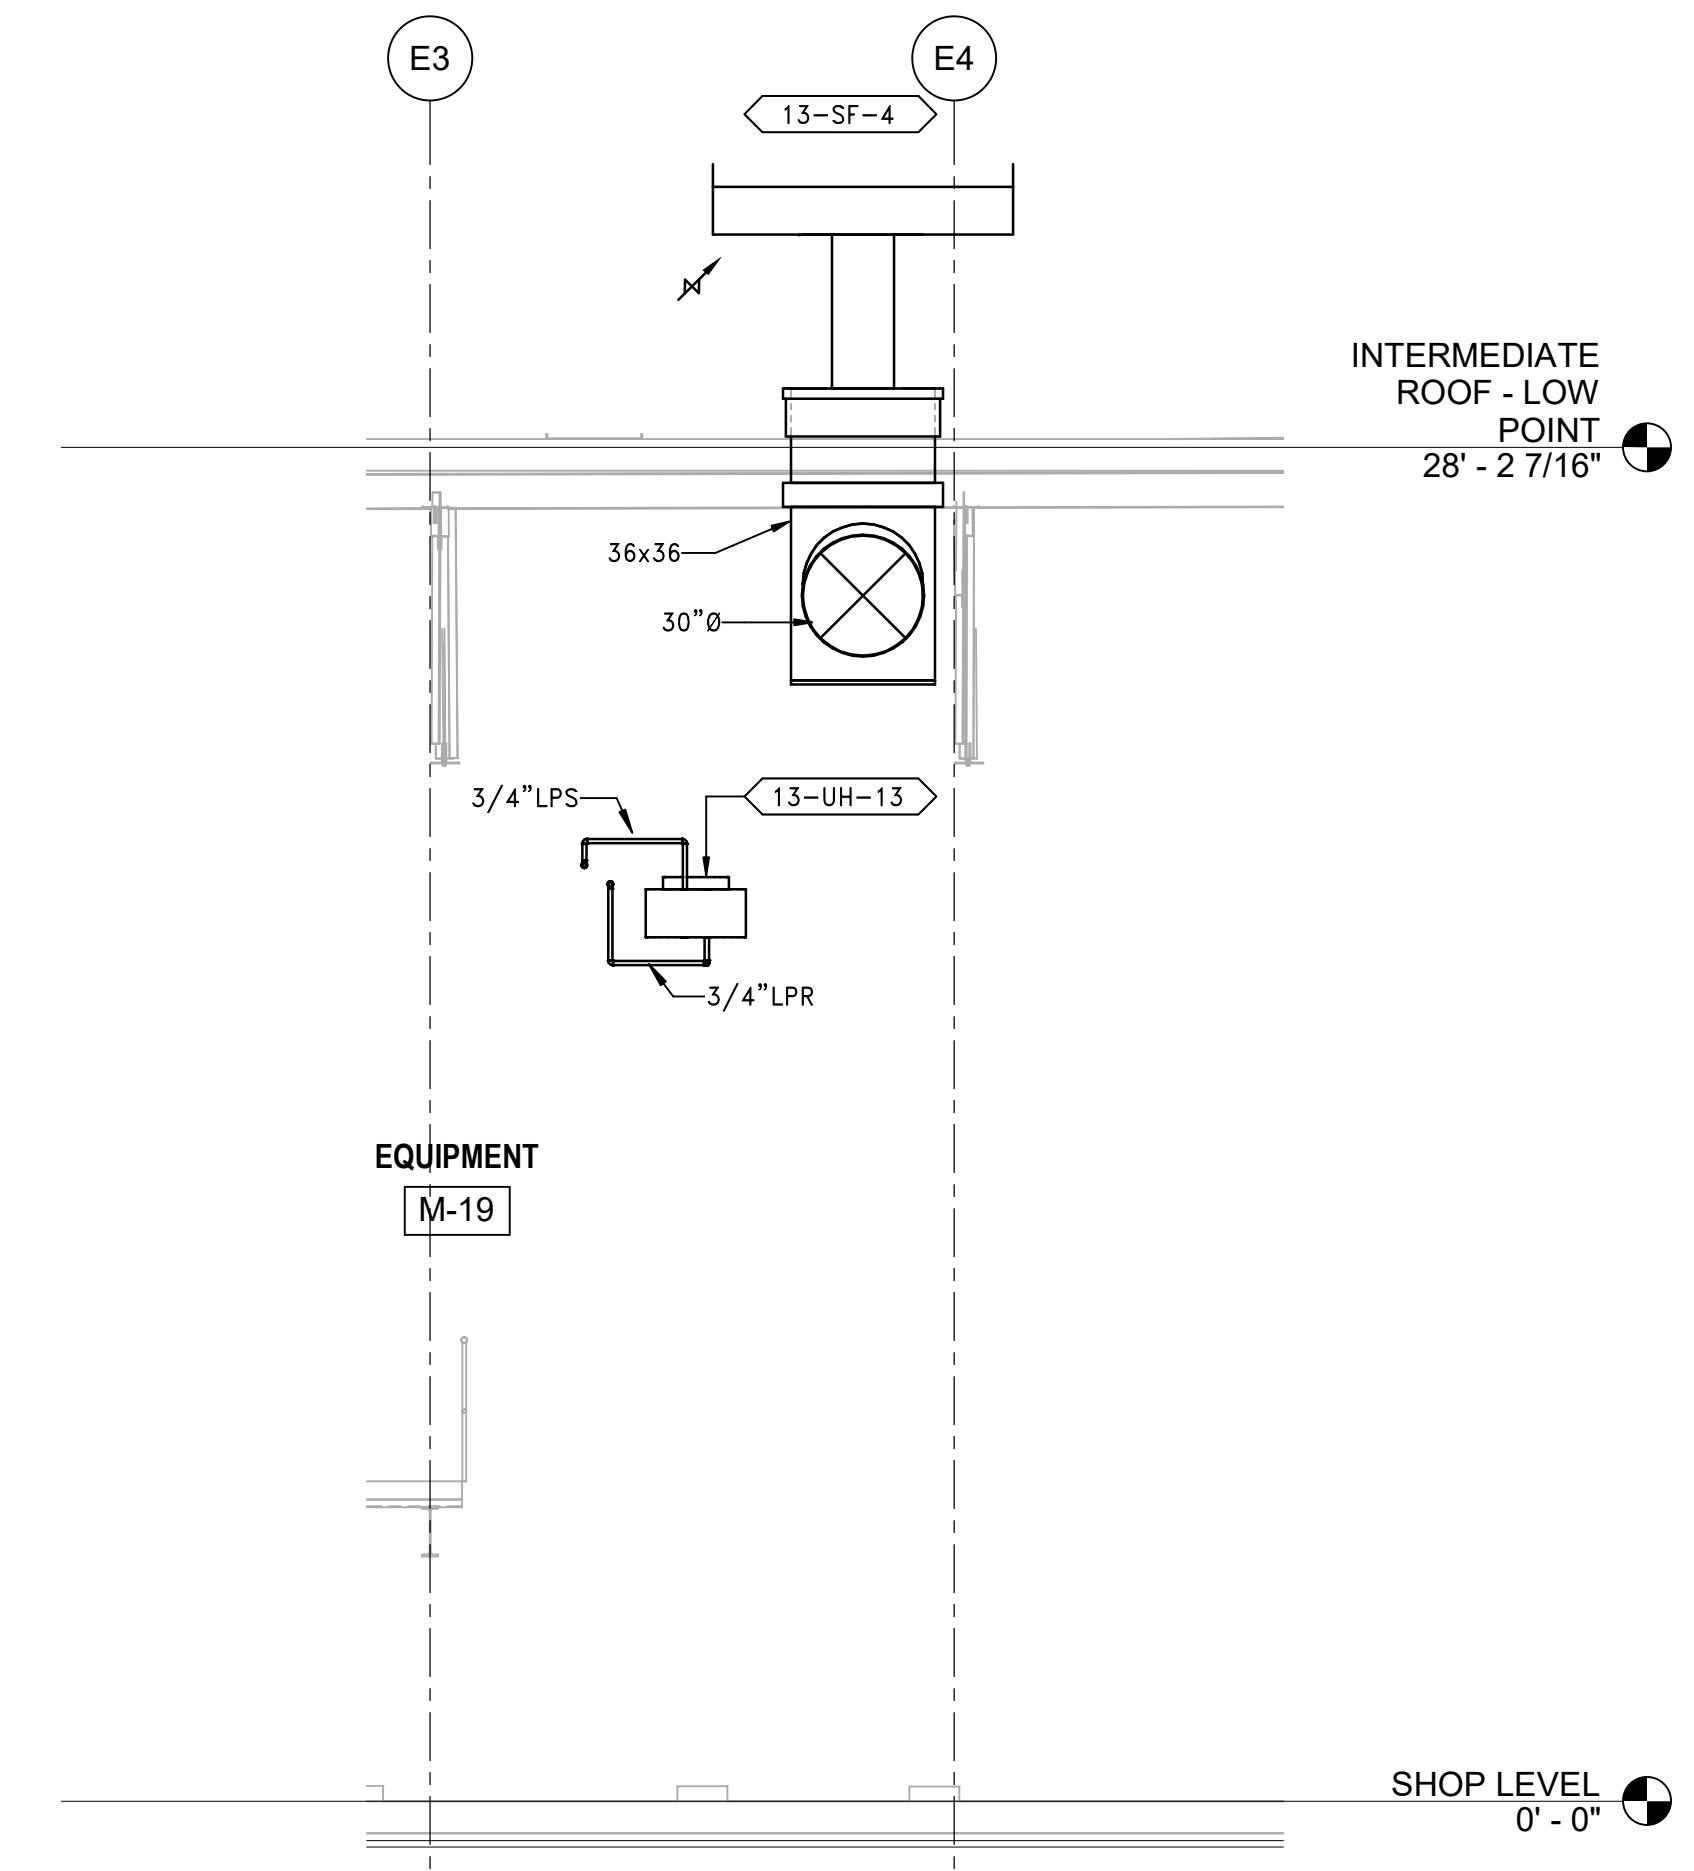 E3
E4
13-SF-4
INTERMEDIATE
ROOF - LOW
POINT
28' - 2 7/16"
36x36
30"Ø
3/4"LPS
13-UH-13
3/4"LPR
EQUIPMENT
M-19
SHOP LEVEL
0' - 0"